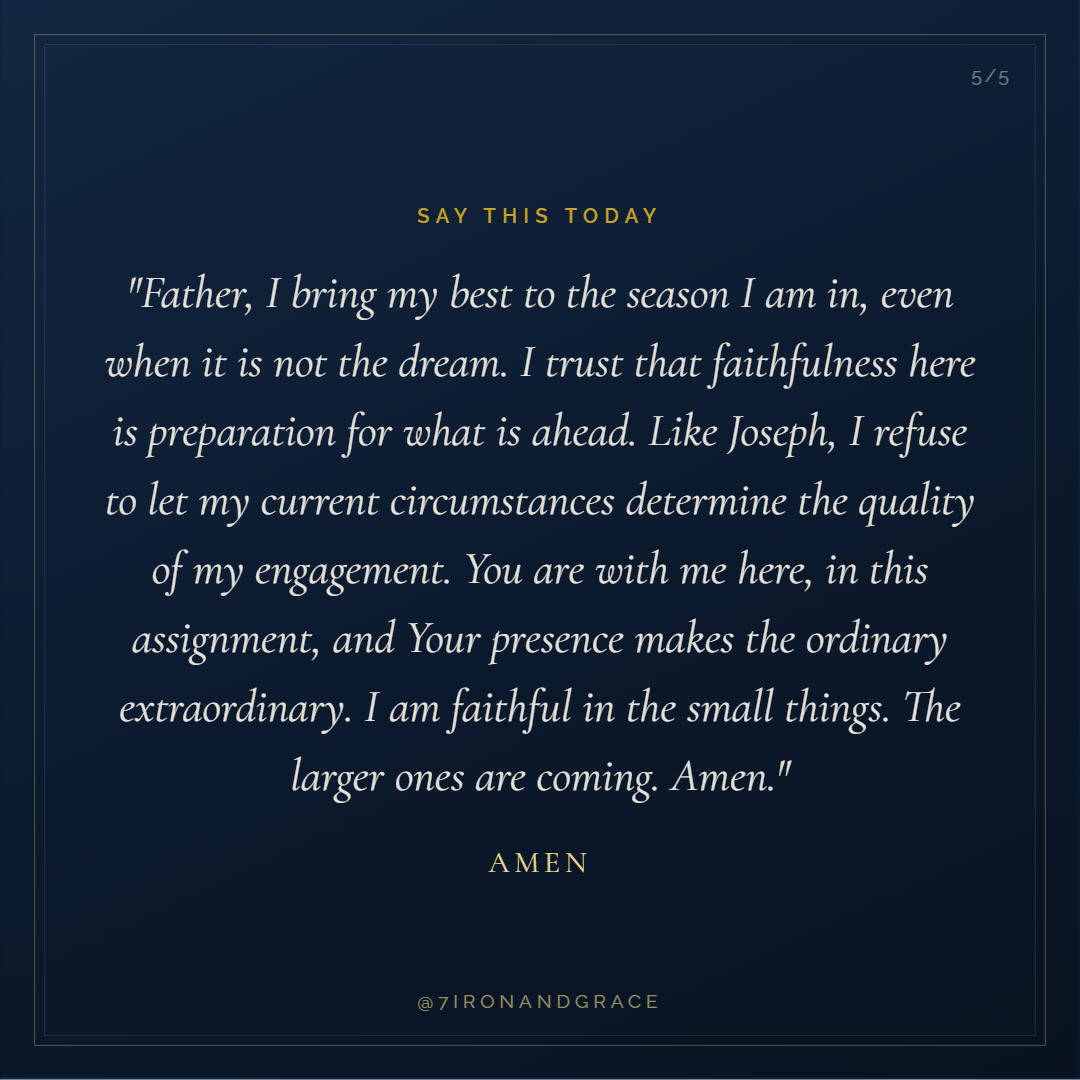 5/5
SAY THIS TODAY
"Father, I bring my best to the season I am in, even
when it is not the dream. I trust that faithfulness here
is preparation for what is ahead. Like Joseph, I refuse
to let my current circumstances determine the quality
of my engagement. You are with me here, in this
assignment, and Your presence makes the ordinary
extraordinary. I am faithful in the small things. The
larger ones are coming. Amen."
AMEN
@7IRONANDGRACE